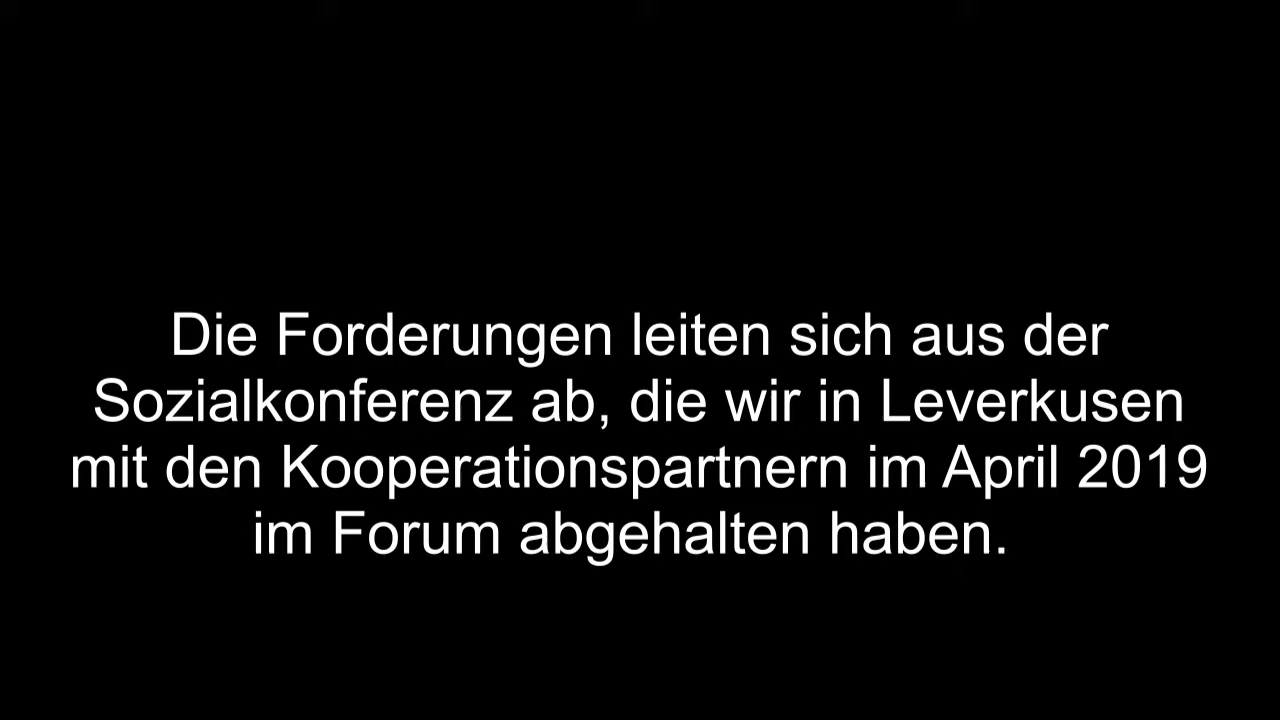 Die Forderungen leiten sich aus der
Sozialkonferenz ab, die wir in Leverkusen
mit den Kooperationspartnern im April 2019
im Forum abgehalten haben.